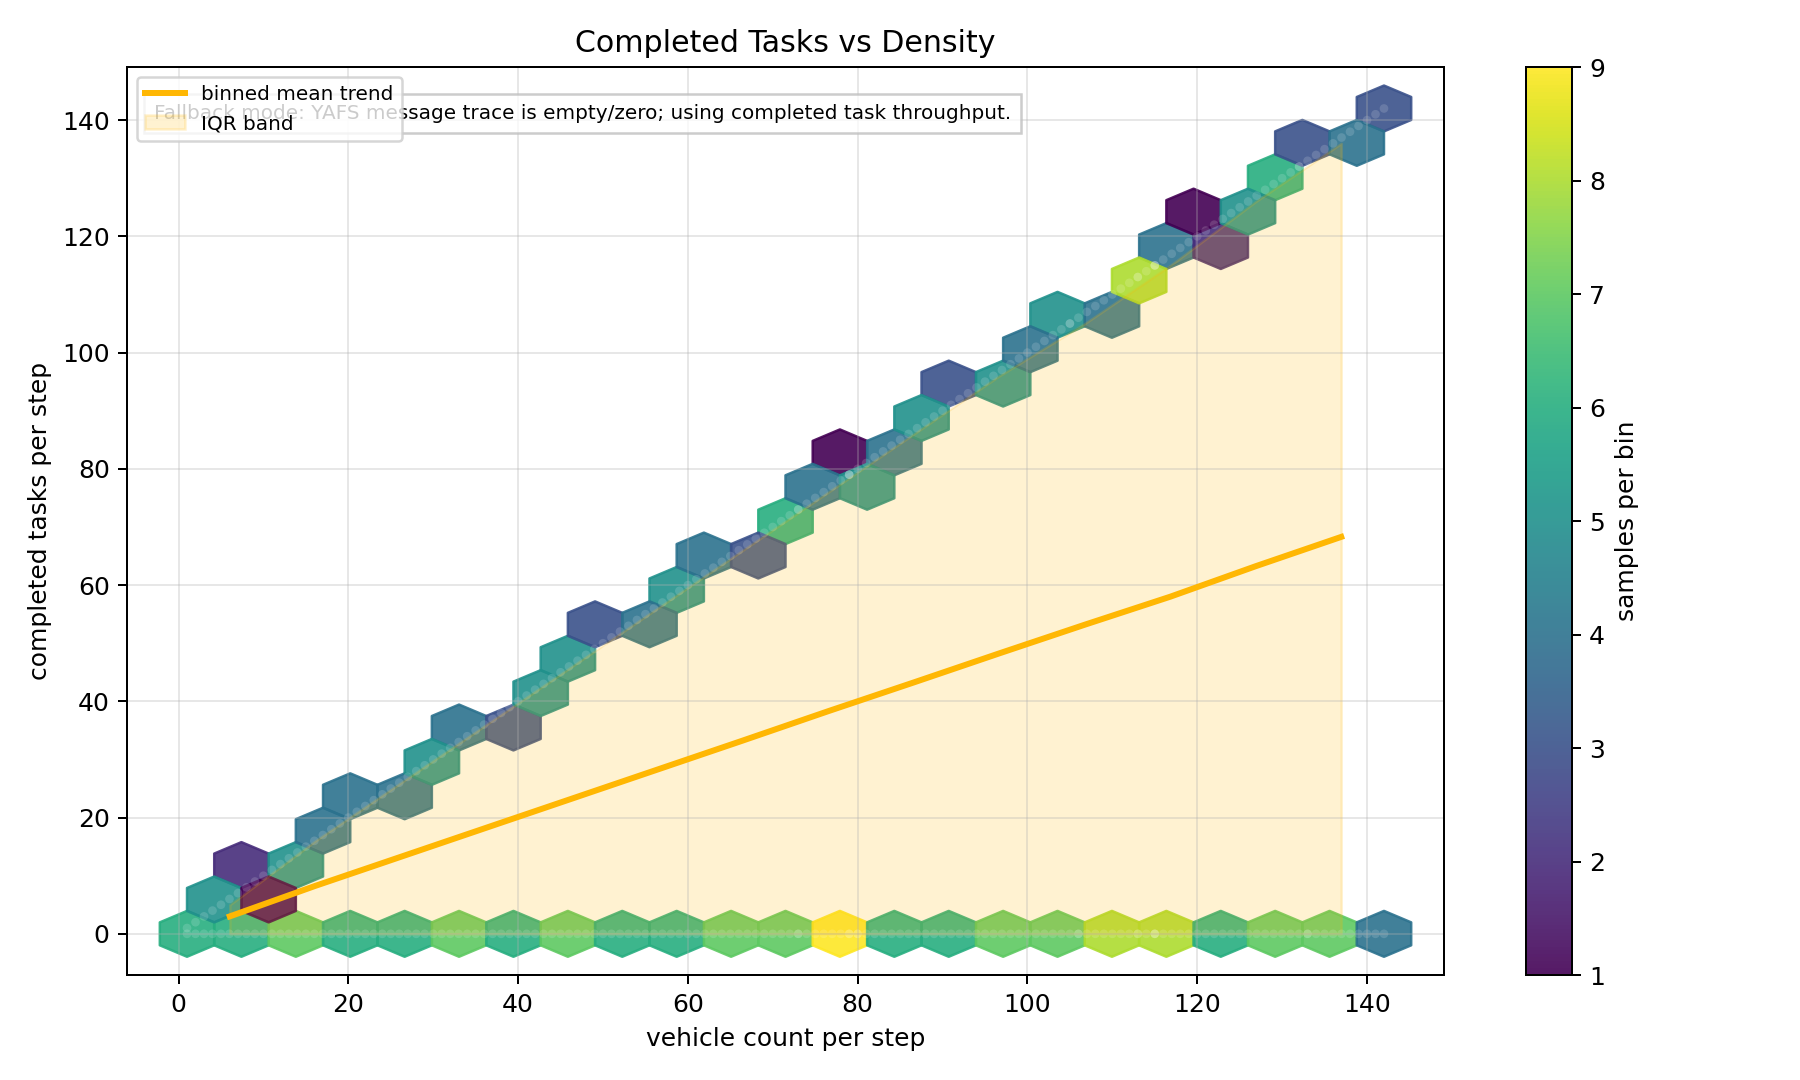 Completed Tasks vs Density
binned mean trend
Fallback mode: YAFS message trace is empty/zero; using completed task throughput.
IQR band
completed tasks per step
140
120
100
80
60
40
20
0
0 20 40 60 80 100 120 140
vehicle count per step
9
8
7
6
5
4
3
2
1
samples per bin